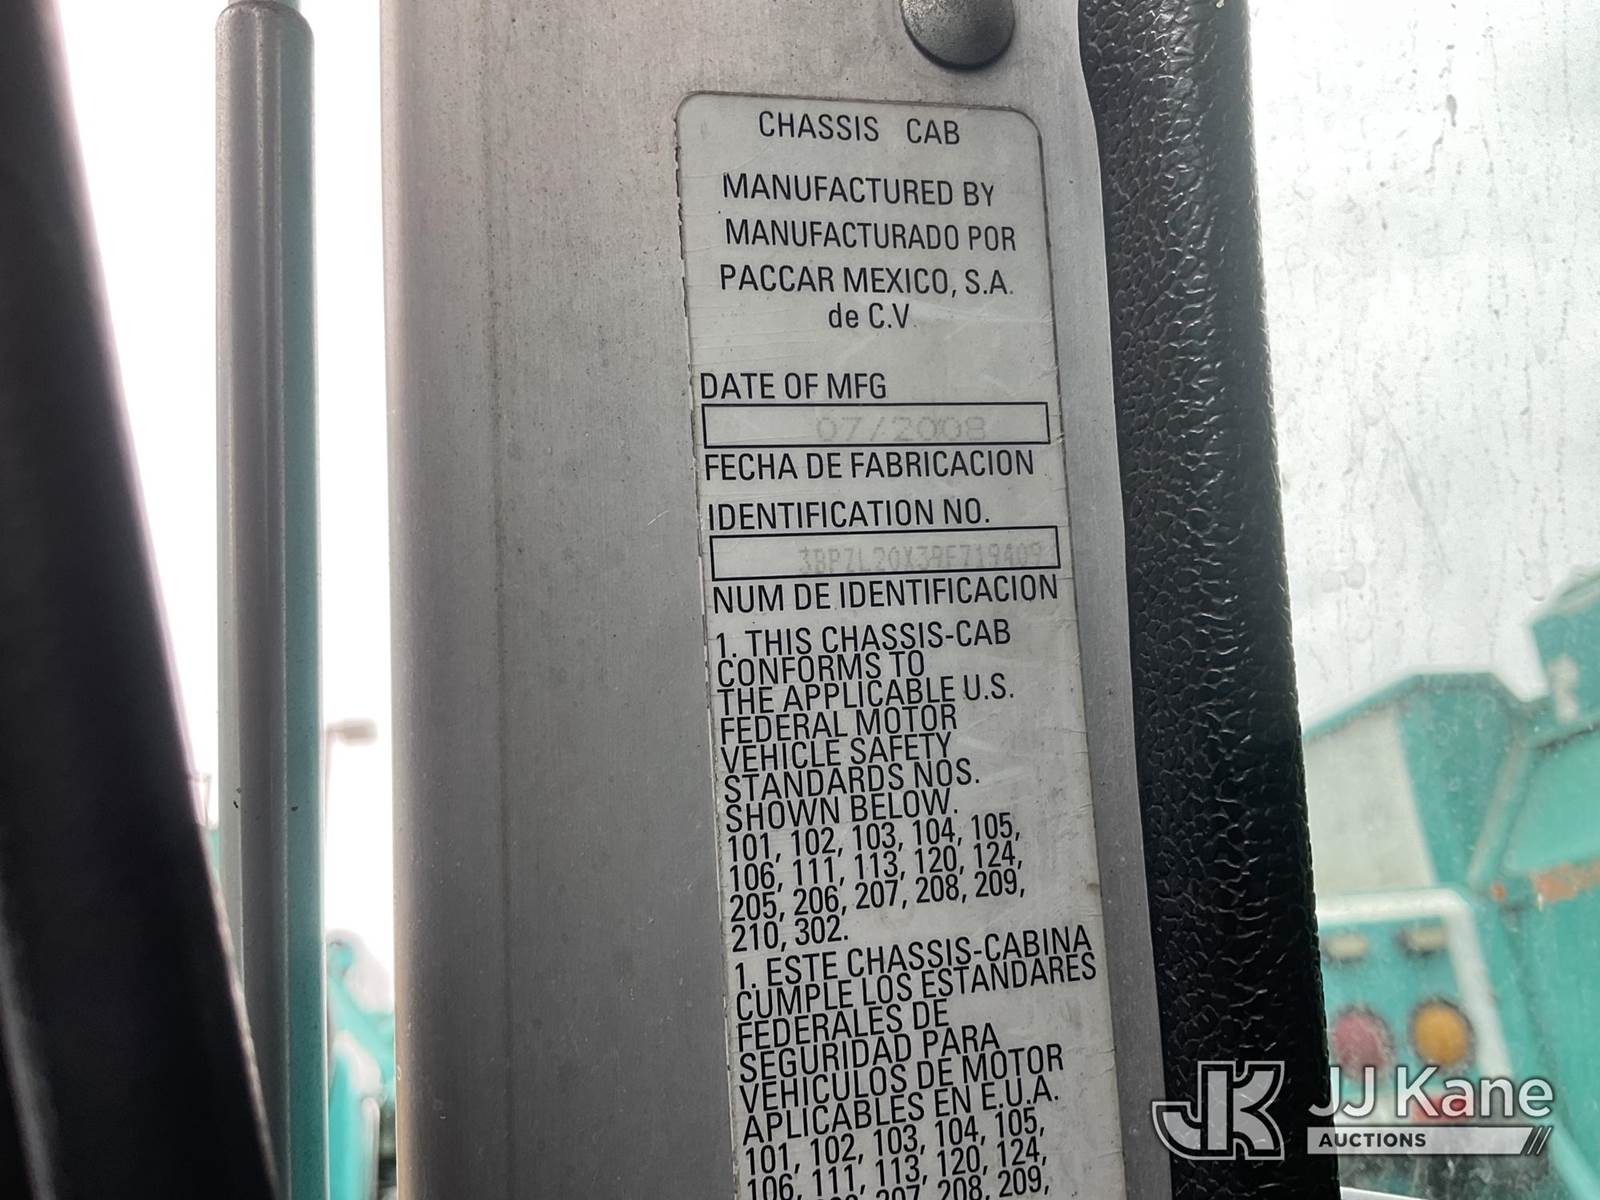 CHASSIS CAB
MANUFACTURED BY
MANUFACTURADO POR
PACCAR MEXICO, S.A.
de C.V.
DATE OF MFG
07/2008
FECHA DE FABRICACION
IDENTIFICATION NO.
NUM DE IDENTIFICACION
1. THIS CHASSIS-CAB
CONFORMS TO
THE APPLICABLE U.S.
FEDERAL MOTOR
VEHICLE SAFETY
STANDARDS NOS.
SHOWN BELOW.
101, 102, 103, 104, 105,
106, 111, 113, 120, 124,
205, 206, 207, 208, 209,
210, 302.
1. ESTE CHASSIS-CABINA
CUMPLE LOS ESTANDARES
FEDERALES DE
SEGURIDAD PARA
VEHICULOS DE MOTOR
APLICABLES EN E.U.A.
101, 102, 103, 104, 105,
106, 111, 113, 120, 124,
207, 208, 209,
JK JJ Kane
AUCTIONS